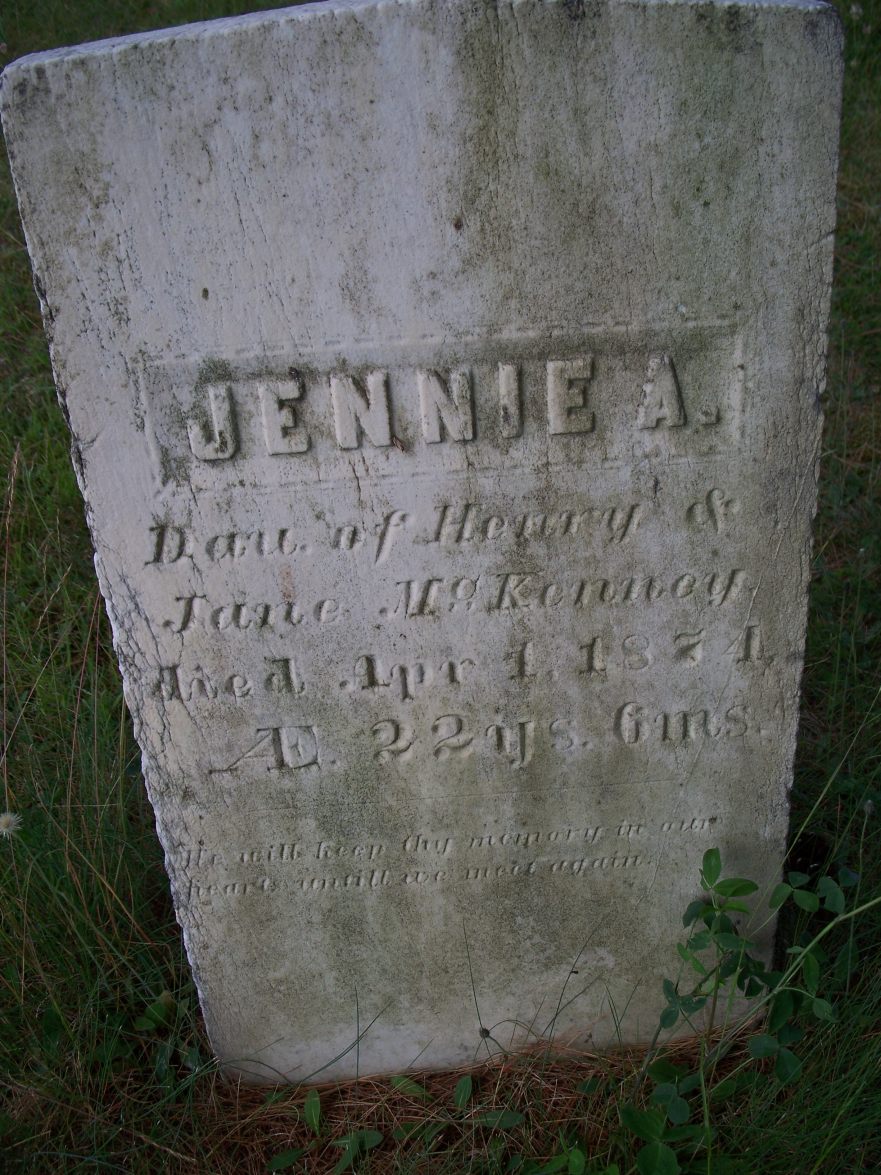 JENNIE A.
Dau. of Henry &
Jane McKenney.
died Apr 1. 1874.
Æ. 22 ys. 6 ms.
We will keep thy memory in our
hearts untill we meet again.